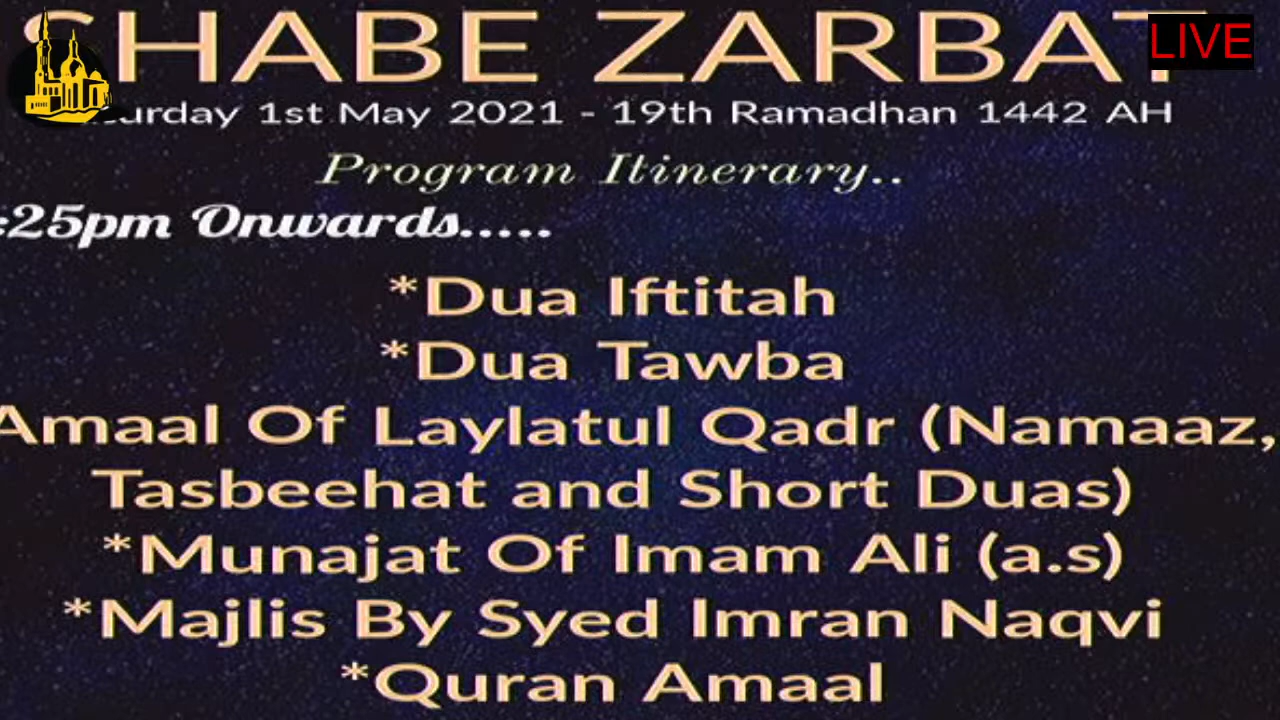 SHABE ZARBAT
LIVE
urday 1st May 2021 - 19th Ramadhan 1442 AH
Program Itinerary..
:25pm Onwards.....
*Dua Iftitah
*Dua Tawba
Amaal Of Laylatul Qadr (Namaaz,
Tasbeehat and Short Duas)
*Munajat Of Imam Ali (a.s)
*Majlis By Syed Imran Naqvi
*Quran Amaal